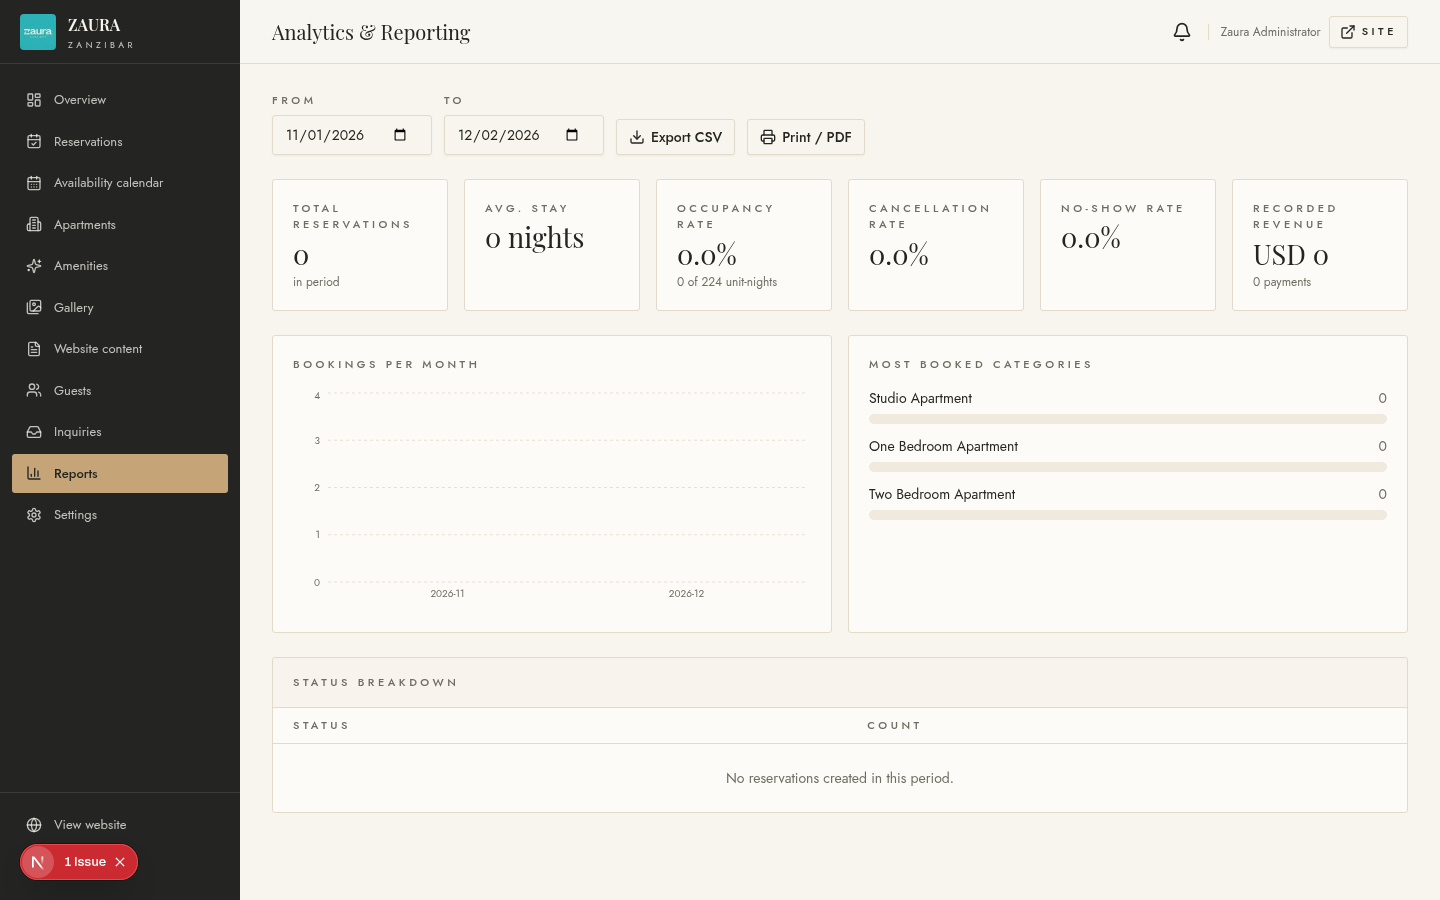 zaura
ZAURA
ZANZIBAR
Overview
Reservations
Availability calendar
Apartments
Amenities
Gallery
Website content
Guests
Inquiries
Reports
Settings
View website
N
1 Issue
Analytics & Reporting
Zaura Administrator
SITE
FROM
TO
11/01/2026
12/02/2026
Export CSV
Print / PDF
TOTAL
RESERVATIONS
0
in period
AVG. STAY
0 nights
OCCUPANCY
RATE
0.0%
0 of 224 unit-nights
CANCELLATION
RATE
0.0%
NO-SHOW RATE
0.0%
RECORDED
REVENUE
USD 0
0 payments
BOOKINGS PER MONTH
4
3
2
1
0
2026-11
2026-12
MOST BOOKED CATEGORIES
Studio Apartment 0
One Bedroom Apartment 0
Two Bedroom Apartment 0
STATUS BREAKDOWN
STATUS COUNT
No reservations created in this period.